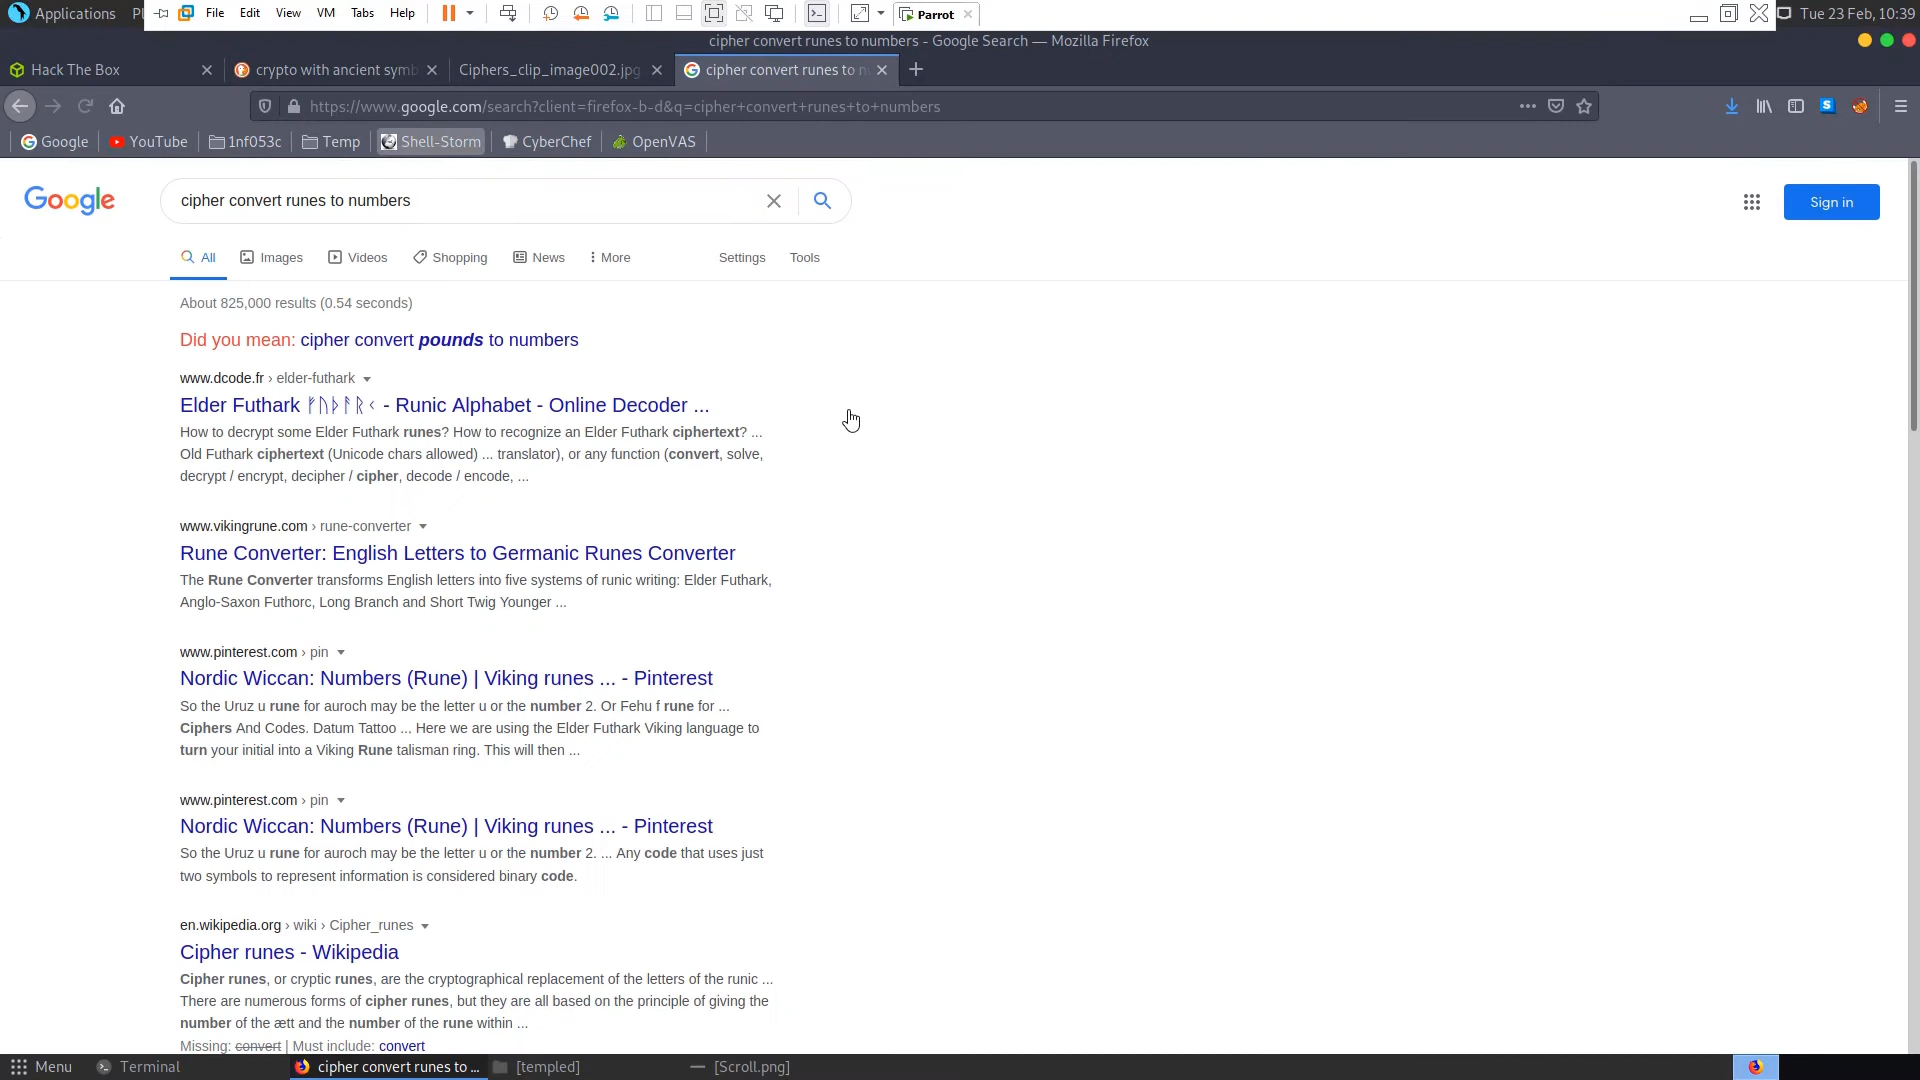 Applications Pl File Edit View VM Tabs Help Parrot Tue 23 Feb, 10:39
cipher convert runes to numbers - Google Search — Mozilla Firefox
Hack The Box crypto with ancient symb Ciphers_clip_image002.jpg cipher convert runes to n
https://www.google.com/search?client=firefox-b-d&q=cipher+convert+runes+to+numbers
Google YouTube 1nf053c Temp Shell-Storm CyberChef OpenVAS
Google cipher convert runes to numbers Sign in
All Images Videos Shopping News More Settings Tools
About 825,000 results (0.54 seconds)
Did you mean: cipher convert pounds to numbers
www.dcode.fr › elder-futhark
Elder Futhark ᚠᚢᚦᚨᚱᚲ - Runic Alphabet - Online Decoder ...
How to decrypt some Elder Futhark runes? How to recognize an Elder Futhark ciphertext? ...
Old Futhark ciphertext (Unicode chars allowed) ... translator), or any function (convert, solve,
decrypt / encrypt, decipher / cipher, decode / encode, ...
www.vikingrune.com › rune-converter
Rune Converter: English Letters to Germanic Runes Converter
The Rune Converter transforms English letters into five systems of runic writing: Elder Futhark,
Anglo-Saxon Futhorc, Long Branch and Short Twig Younger ...
www.pinterest.com › pin
Nordic Wiccan: Numbers (Rune) | Viking runes ... - Pinterest
So the Uruz u rune for auroch may be the letter u or the number 2. Or Fehu f rune for ...
Ciphers And Codes. Datum Tattoo ... Here we are using the Elder Futhark Viking language to
turn your initial into a Viking Rune talisman ring. This will then ...
www.pinterest.com › pin
Nordic Wiccan: Numbers (Rune) | Viking runes ... - Pinterest
So the Uruz u rune for auroch may be the letter u or the number 2. ... Any code that uses just
two symbols to represent information is considered binary code.
en.wikipedia.org › wiki › Cipher_runes
Cipher runes - Wikipedia
Cipher runes, or cryptic runes, are the cryptographical replacement of the letters of the runic ...
There are numerous forms of cipher runes, but they are all based on the principle of giving the
number of the ætt and the number of the rune within ...
Missing: convert | Must include: convert
Menu Terminal cipher convert runes to ... [templed] [Scroll.png]